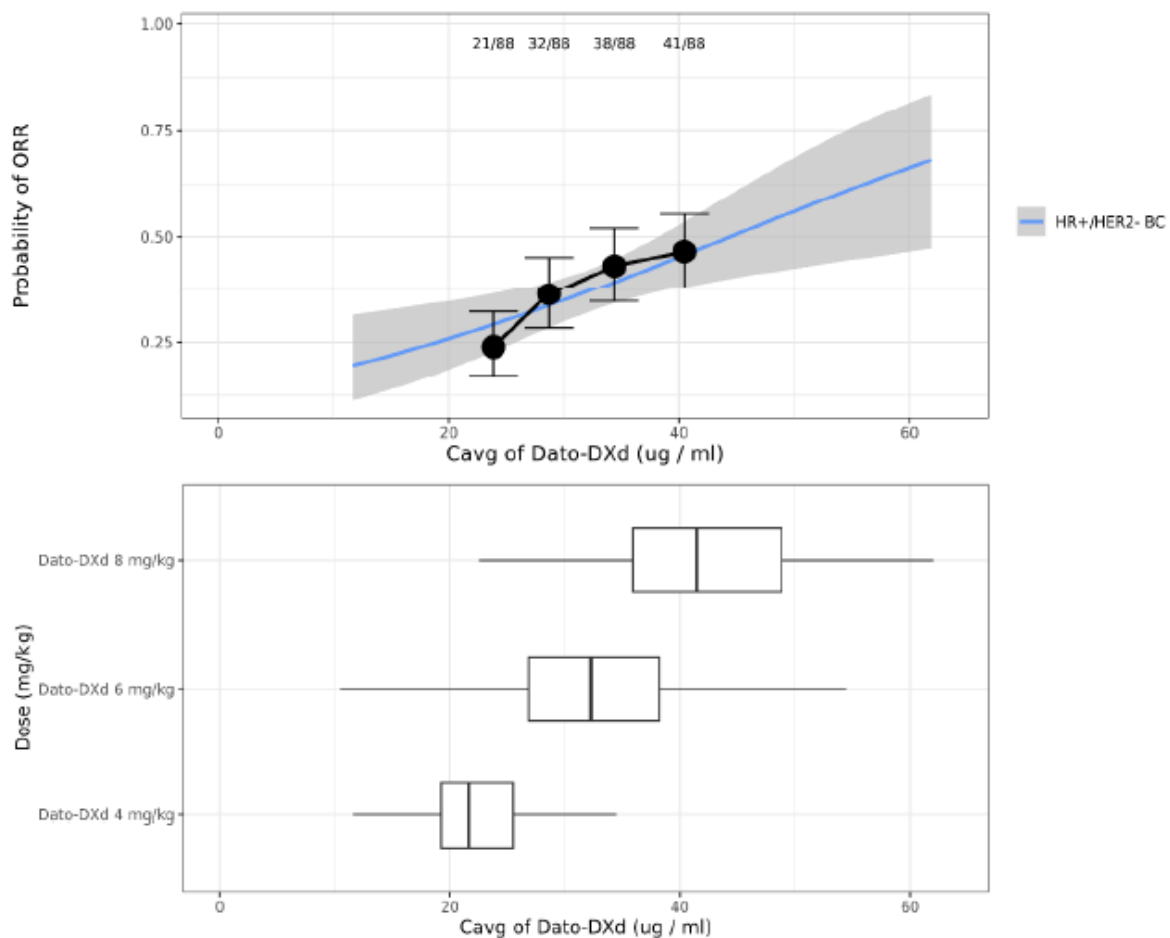 1.00
21/88 32/88 38/88 41/88
0.75
Probability of ORR
HR+/HER2- BC
0.50
0.25
0 20 40 60
Cavg of Dato-DXd (ug / ml)
Dato-DXd 8 mg/kg
Dose (mg/kg)
Dato-DXd 6 mg/kg
Dato-DXd 4 mg/kg
0 20 40 60
Cavg of Dato-DXd (ug / ml)